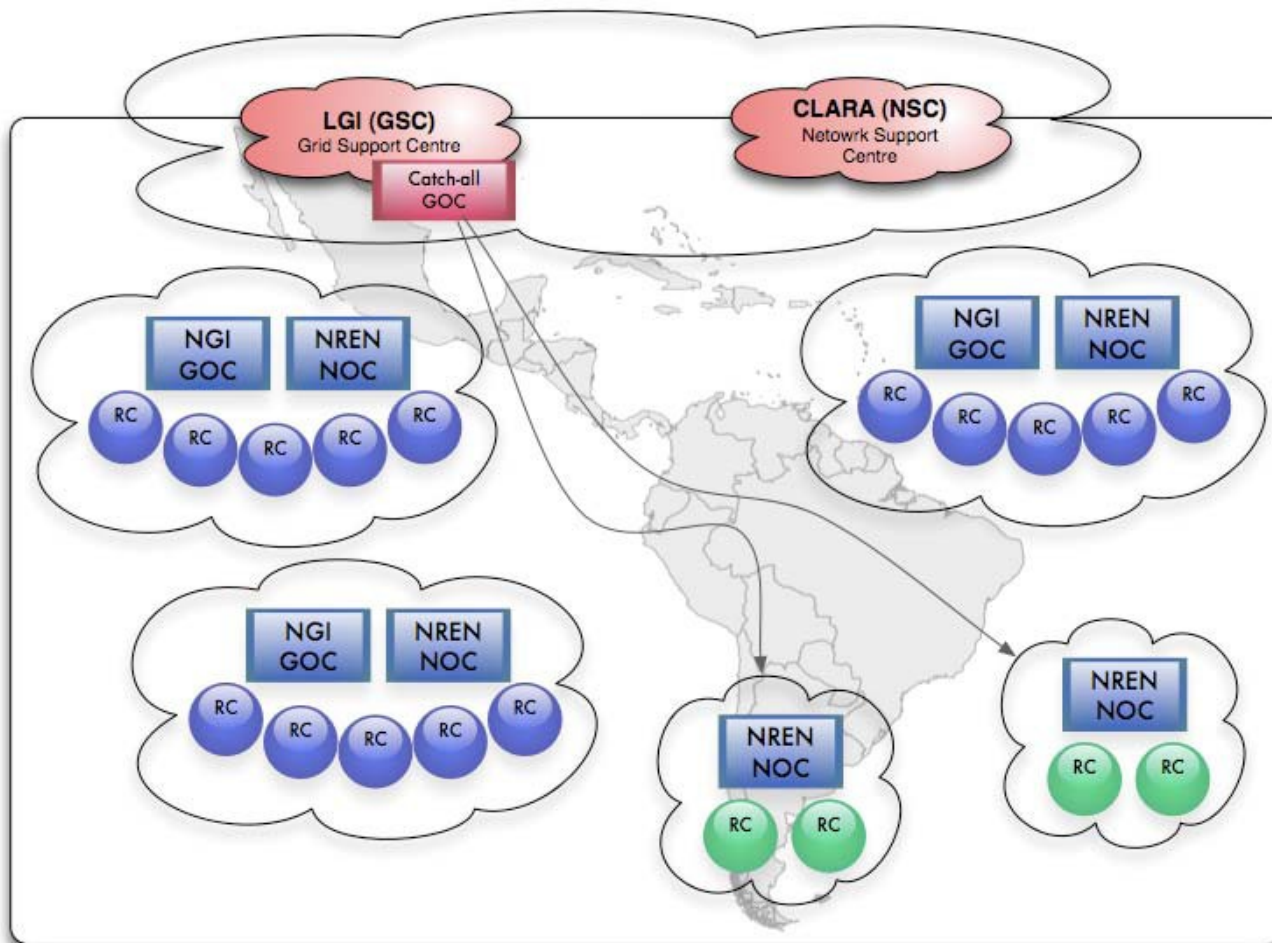 LGI (GSC)
Grid Support Centre
Catch-all
GOC
CLARA (NSC)
Netowrk Support
Centre
NGI
GOC
NREN
NOC
RC
RC
RC
RC
RC
NGI
GOC
NREN
NOC
RC
RC
RC
RC
RC
NGI
GOC
NREN
NOC
RC
RC
RC
RC
RC
NREN
NOC
RC
RC
NREN
NOC
RC
RC